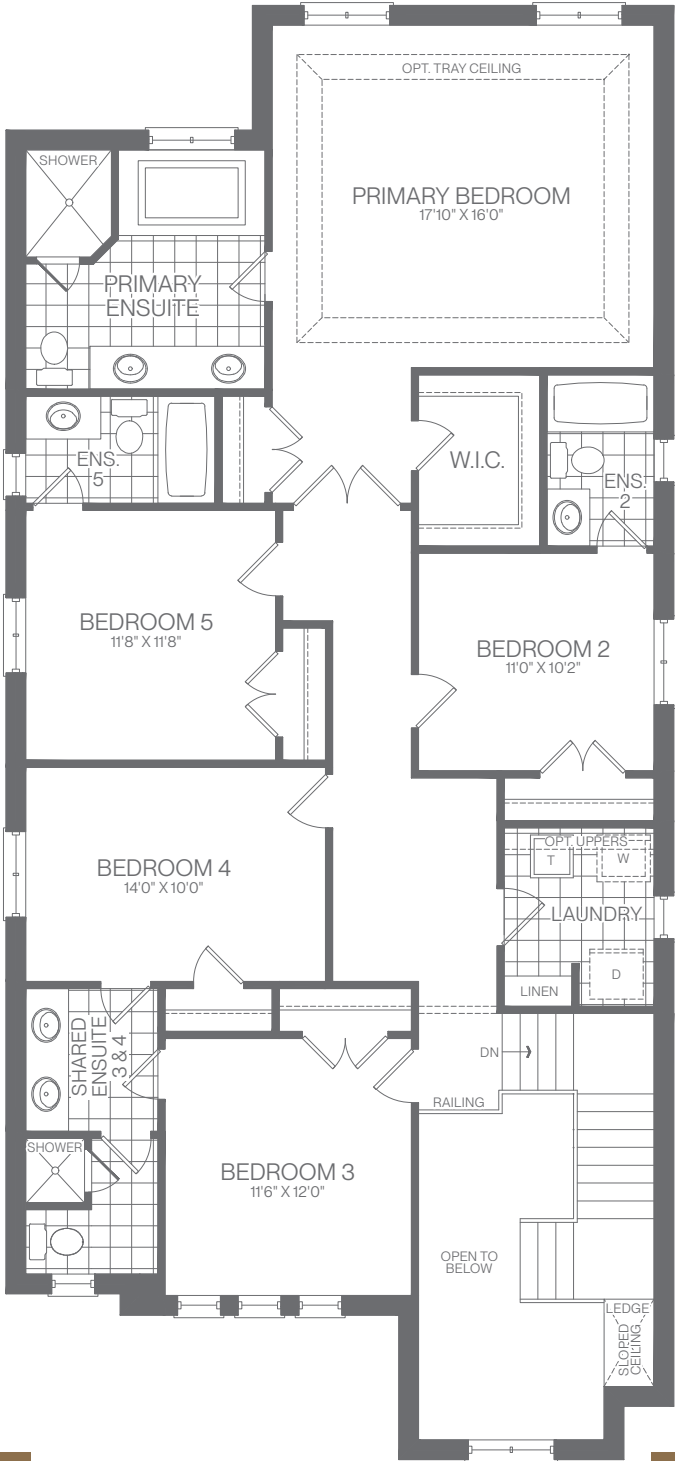 OPT. TRAY CEILING
PRIMARY BEDROOM
17'10" X 16'0"
SHOWER
PRIMARY
ENSUITE
ENS.
5
W.I.C.
ENS.
2
BEDROOM 5
11'8" X 11'8"
BEDROOM 2
11'0" X 10'2"
OPT. UPPERS
T
W
BEDROOM 4
14'0" X 10'0"
LAUNDRY
D
LINEN
SHARED
ENSUITE
3 & 4
DN
RAILING
SHOWER
BEDROOM 3
11'6" X 12'0"
OPEN TO
BELOW
LEDGE
SLOPED
CEILING